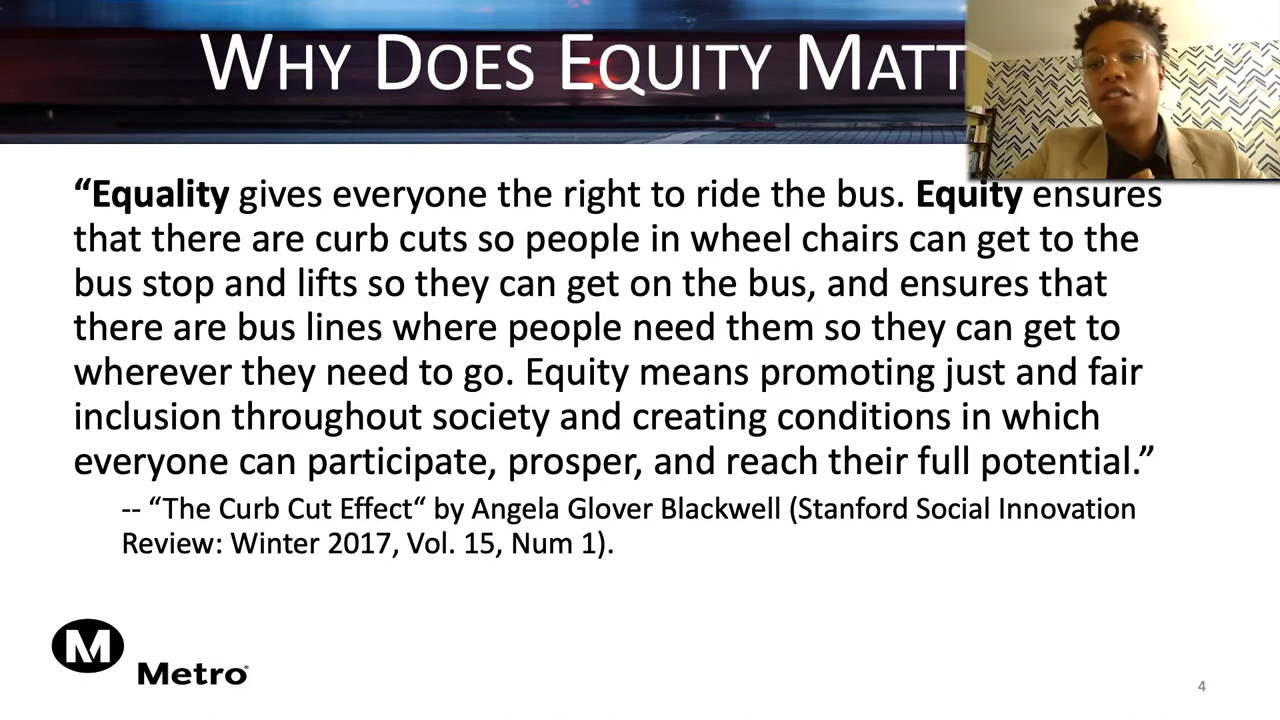 WHY DOES EQUITY MATT
“Equality gives everyone the right to ride the bus. Equity ensures
that there are curb cuts so people in wheel chairs can get to the
bus stop and lifts so they can get on the bus, and ensures that
there are bus lines where people need them so they can get to
wherever they need to go. Equity means promoting just and fair
inclusion throughout society and creating conditions in which
everyone can participate, prosper, and reach their full potential.”
-- “The Curb Cut Effect“ by Angela Glover Blackwell (Stanford Social Innovation
Review: Winter 2017, Vol. 15, Num 1).
M
Metro
4